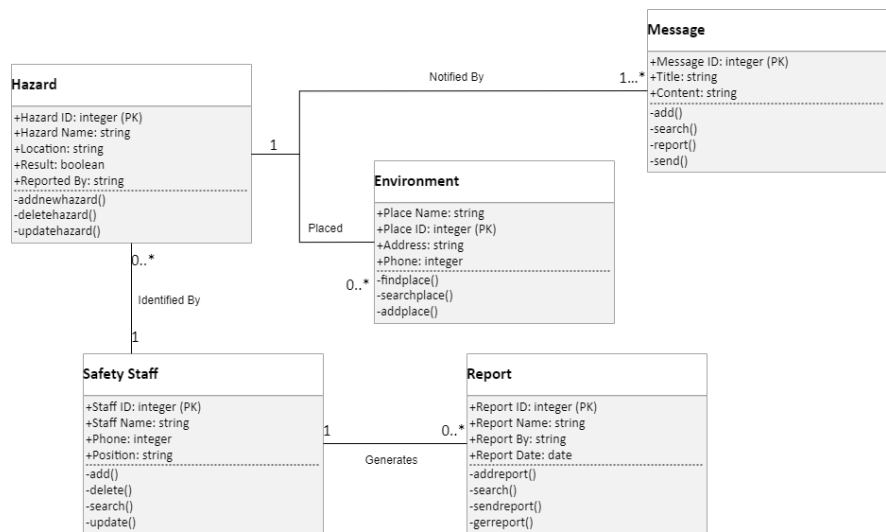 Message
+Message ID: integer (PK)
+Title: string
+Content: string
-add()
-search()
-report()
-send()
Notified By
1...*
Hazard
+Hazard ID: integer (PK)
+Hazard Name: string
+Location: string
+Result: boolean
+Reported By: string
-addnewhazard()
-deletehazard()
-updatehazard()
1
Environment
+Place Name: string
+Place ID: integer (PK)
+Address: string
+Phone: integer
-findplace()
-searchplace()
-addplace()
Placed
0..*
0..*
Identified By
1
Safety Staff
+Staff ID: integer (PK)
+Staff Name: string
+Phone: integer
+Position: string
-add()
-delete()
-search()
-update()
1
0..*
Generates
Report
+Report ID: integer (PK)
+Report Name: string
+Report By: string
+Report Date: date
-addreport()
-search()
-sendreport()
-gerreport()